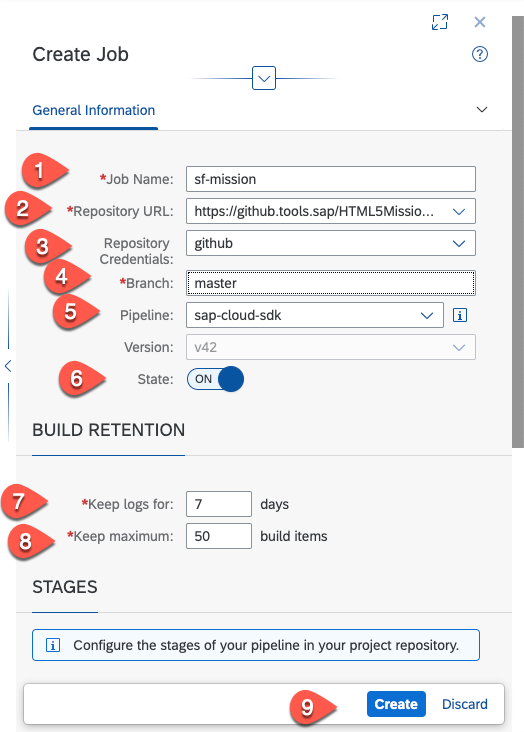 Create Job
General Information
1 *Job Name: sf-mission
2 *Repository URL: https://github.tools.sap/HTML5Missio...
3 Repository Credentials: github
4 *Branch: master
5 Pipeline: sap-cloud-sdk
Version: v42
6 State: ON
BUILD RETENTION
7 *Keep logs for: 7 days
8 *Keep maximum: 50 build items
STAGES
Configure the stages of your pipeline in your project repository.
9 Create Discard